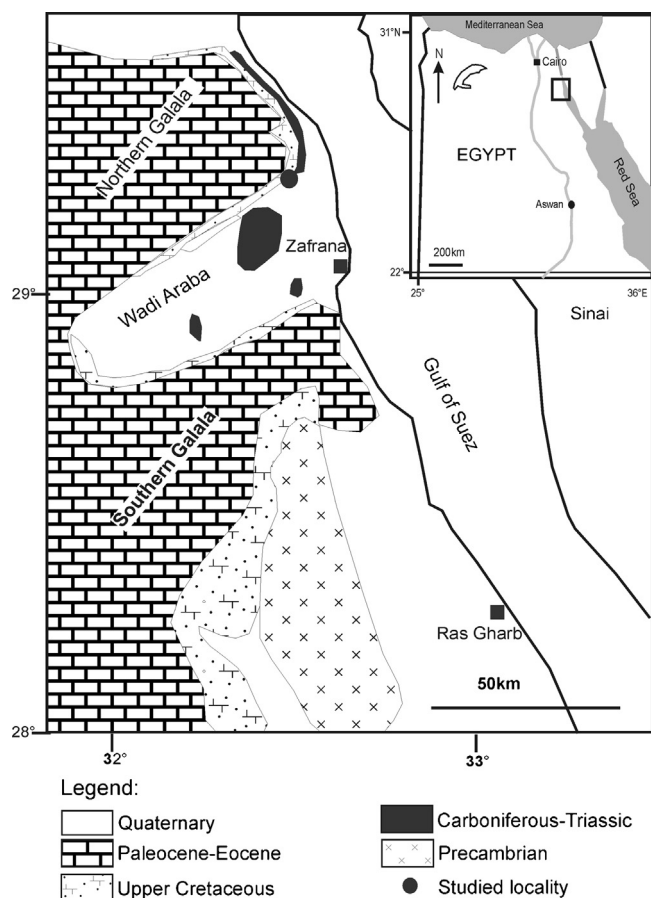 Mediterranean Sea
31°N
N
Cairo
EGYPT
Red Sea
Aswan
200km
22°
25°
36°E
Northern Galala
Zafrana
Wadi Araba
29°
Sinai
Gulf of Suez
Southern Galala
Ras Gharb
50km
28°
32°
33°
Legend:
Quaternary
Carboniferous-Triassic
Paleocene-Eocene
Precambrian
Upper Cretaceous
Studied locality